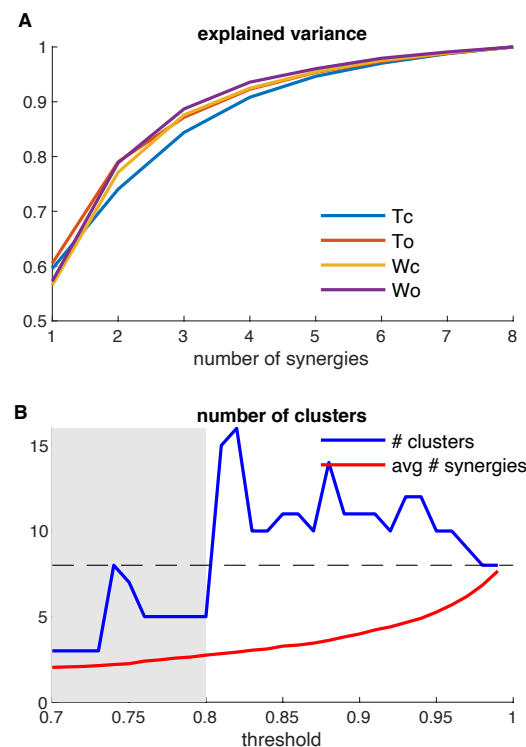 A
explained variance
1
0.9
0.8
0.7
0.6
0.5
Tc
To
Wc
Wo
1 2 3 4 5 6 7 8
number of synergies
B
number of clusters
15
10
5
0
# clusters
avg # synergies
0.7 0.75 0.8 0.85 0.9 0.95 1
threshold